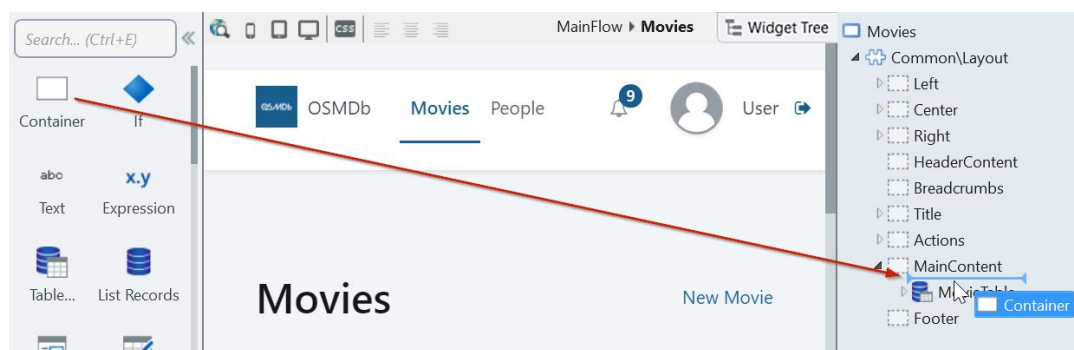 Search... (Ctrl+E)
Container
If
abc
Text
x.y
Expression
Table...
List Records
css
MainFlow Movies
Widget Tree
OSMDb
OSMDb
Movies
People
9
User
Movies
New Movie
Movies
Common\Layout
Left
Center
Right
HeaderContent
Breadcrumbs
Title
Actions
MainContent
MovieTable
Container
Footer